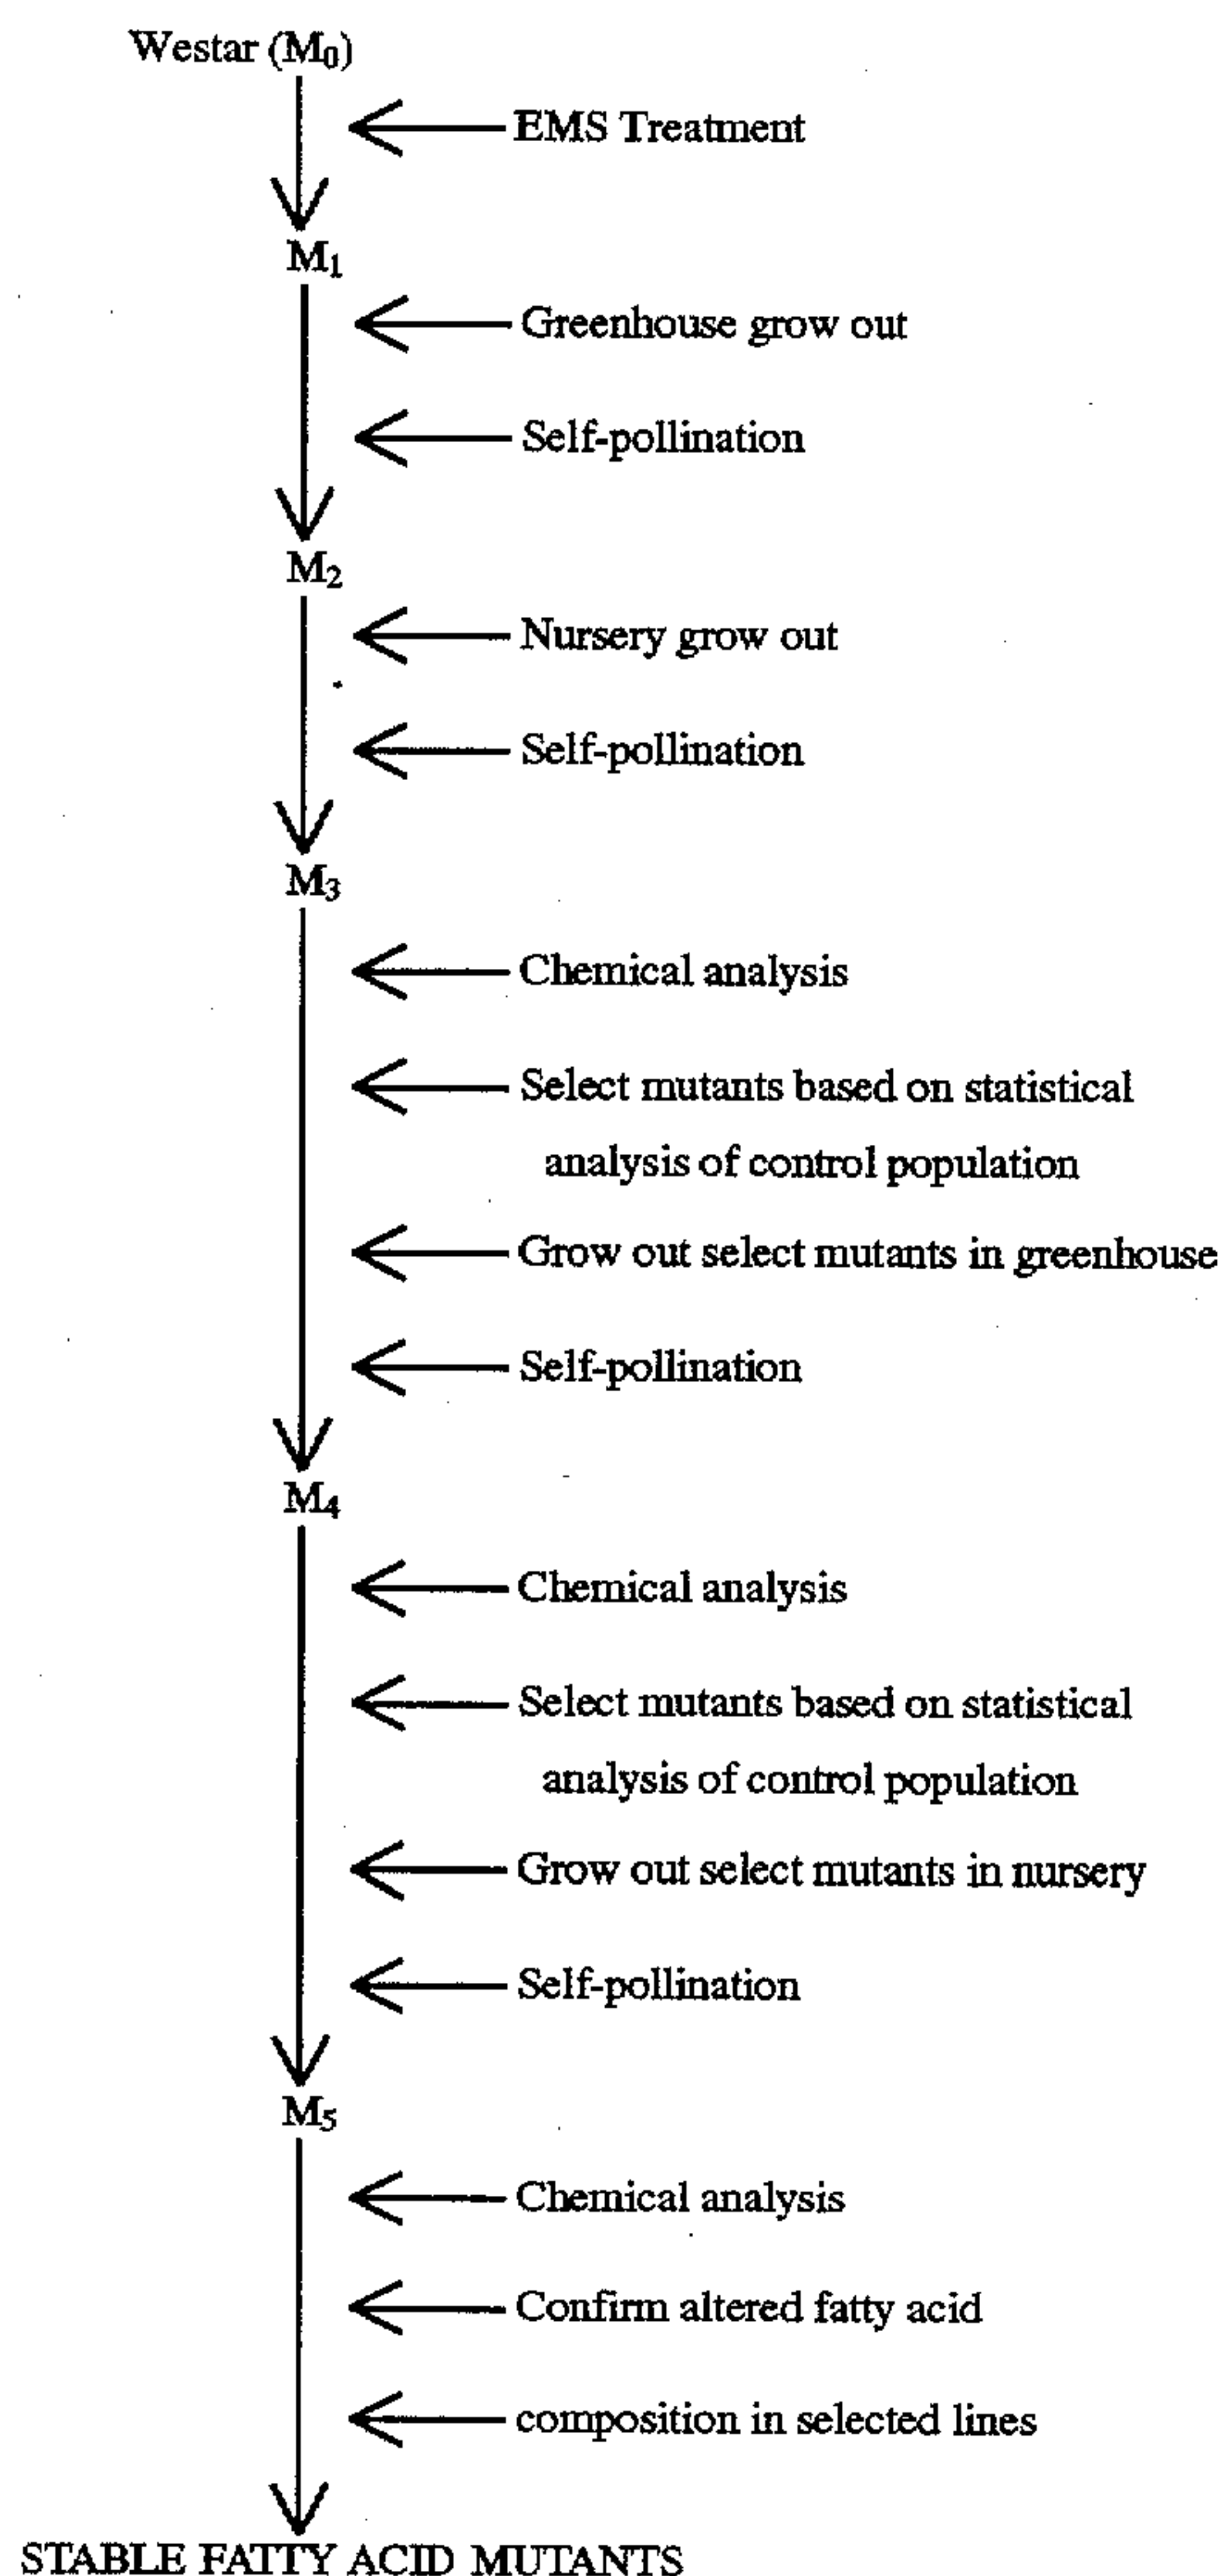 Westar (M₀)
EMS Treatment
M₁
Greenhouse grow out
Self-pollination
M₂
Nursery grow out
Self-pollination
M₃
Chemical analysis
Select mutants based on statistical
analysis of control population
Grow out select mutants in greenhouse
Self-pollination
M₄
Chemical analysis
Select mutants based on statistical
analysis of control population
Grow out select mutants in nursery
Self-pollination
M₅
Chemical analysis
Confirm altered fatty acid
composition in selected lines
STABLE FATTY ACID MUTANTS